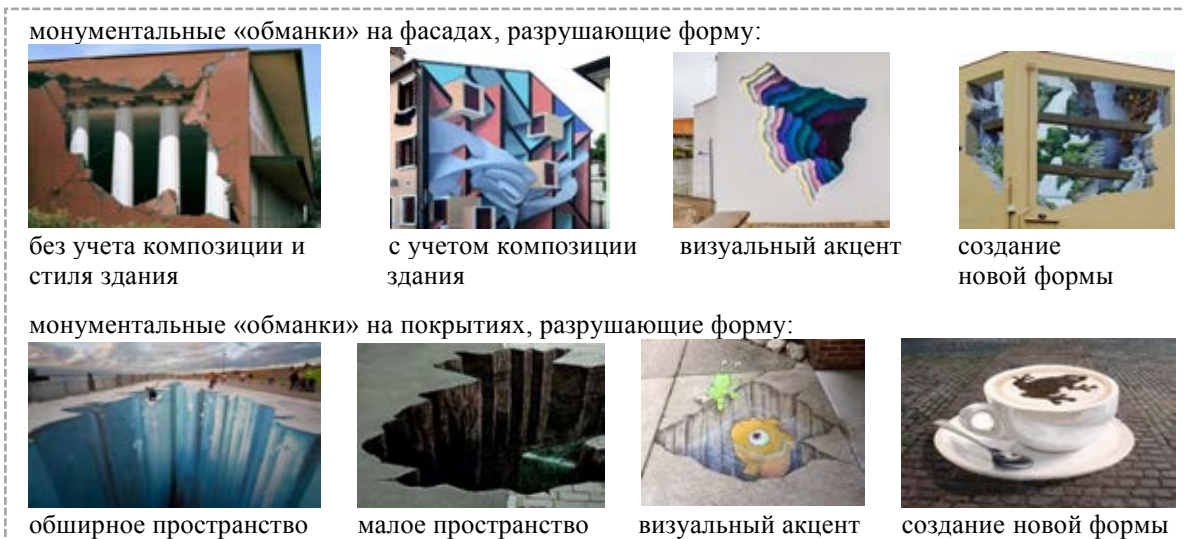 монументальные «обманки» на фасадах, разрушающие форму:
без учета композиции и стиля здания
с учетом композиции здания
визуальный акцент
создание новой формы
монументальные «обманки» на покрытиях, разрушающие форму:
обширное пространство
малое пространство
визуальный акцент
создание новой формы